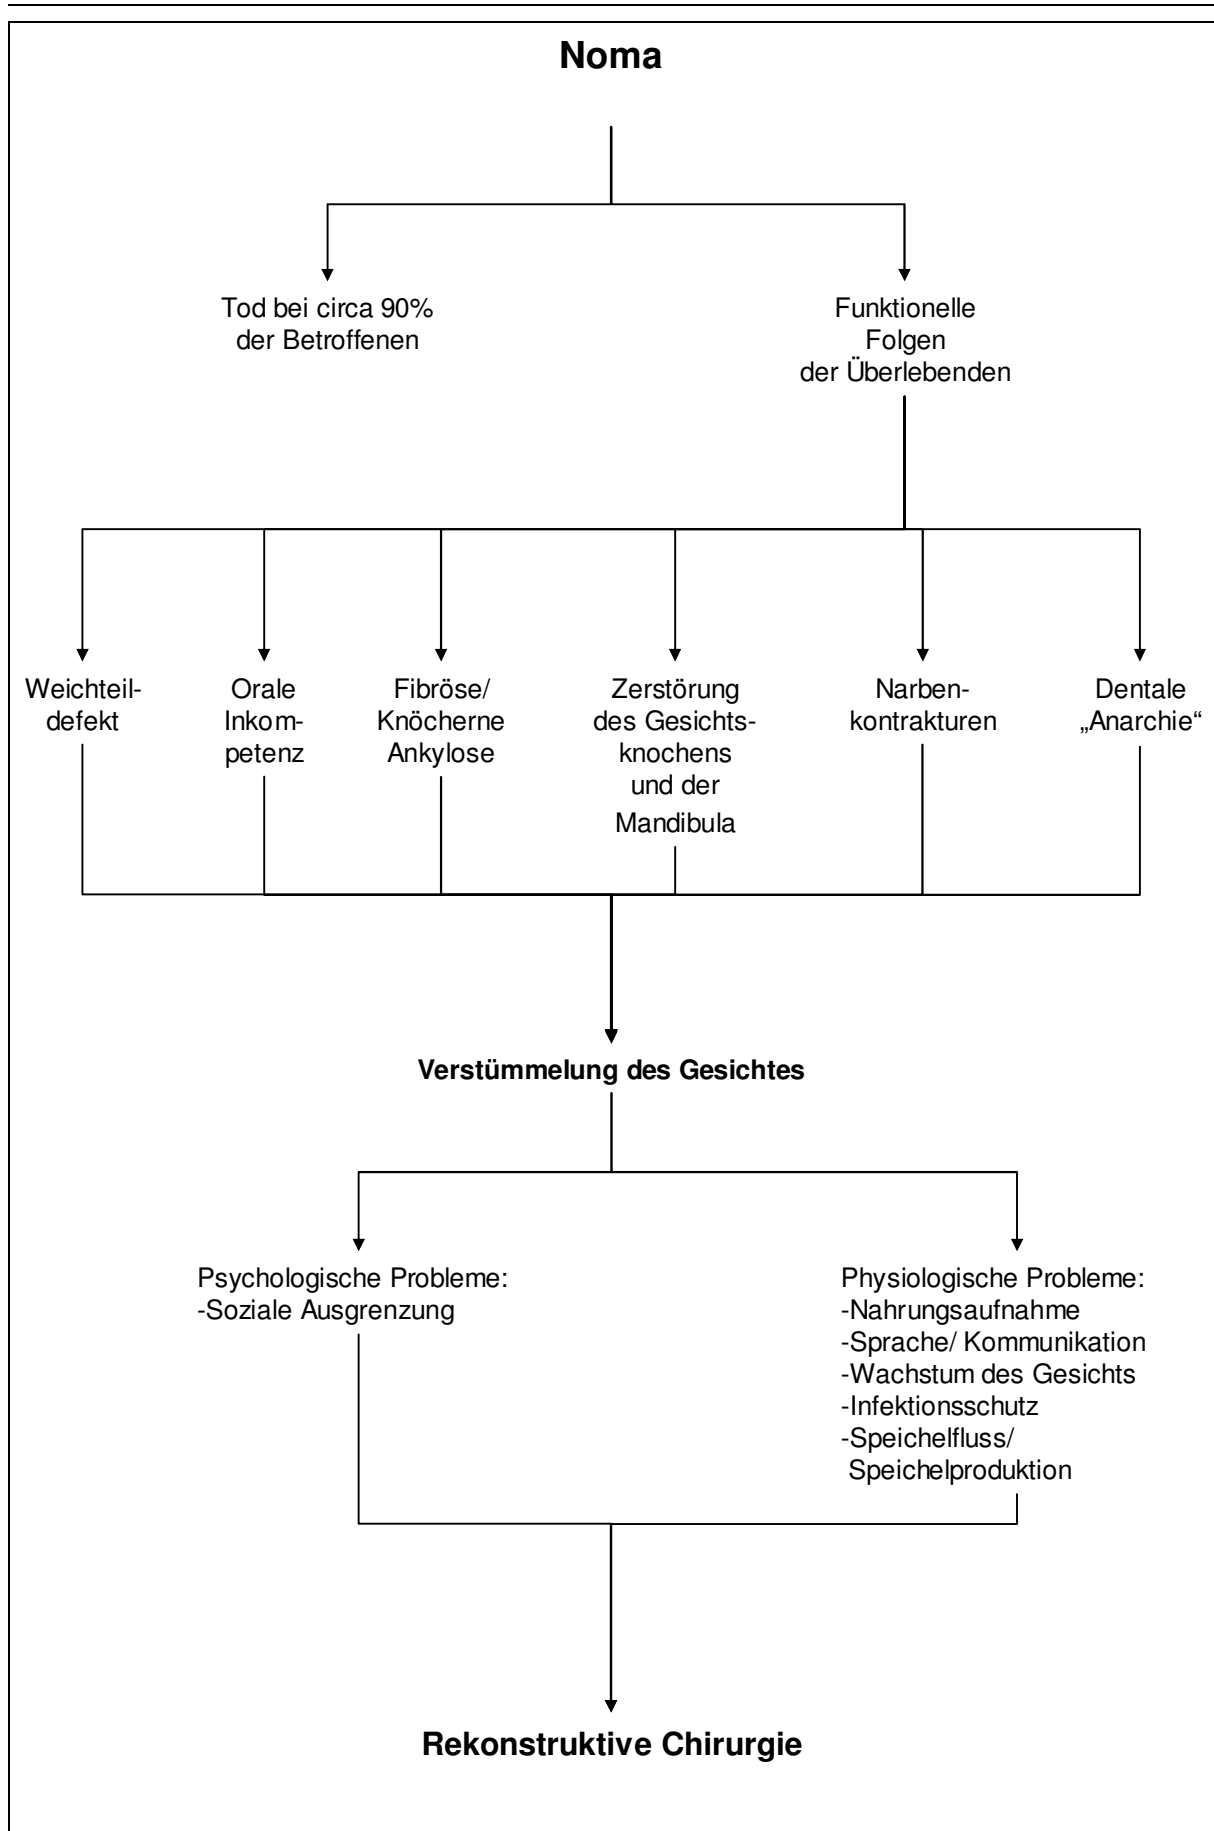 Noma
Tod bei circa 90%
der Betroffenen
Funktionelle
Folgen
der Überlebenden
Weichteil-
defekt
Orale
Inkom-
petenz
Fibröse/
Knöcherne
Ankylose
Zerstörung
des Gesichts-
knochens
und der
Mandibula
Narben-
kontrakturen
Dentale
„Anarchie“
Verstümmelung des Gesichtes
Psychologische Probleme:
-Soziale Ausgrenzung
Physiologische Probleme:
-Nahrungsaufnahme
-Sprache/ Kommunikation
-Wachstum des Gesichts
-Infektionsschutz
-Speichelfluss/
Speichelproduktion
Rekonstruktive Chirurgie